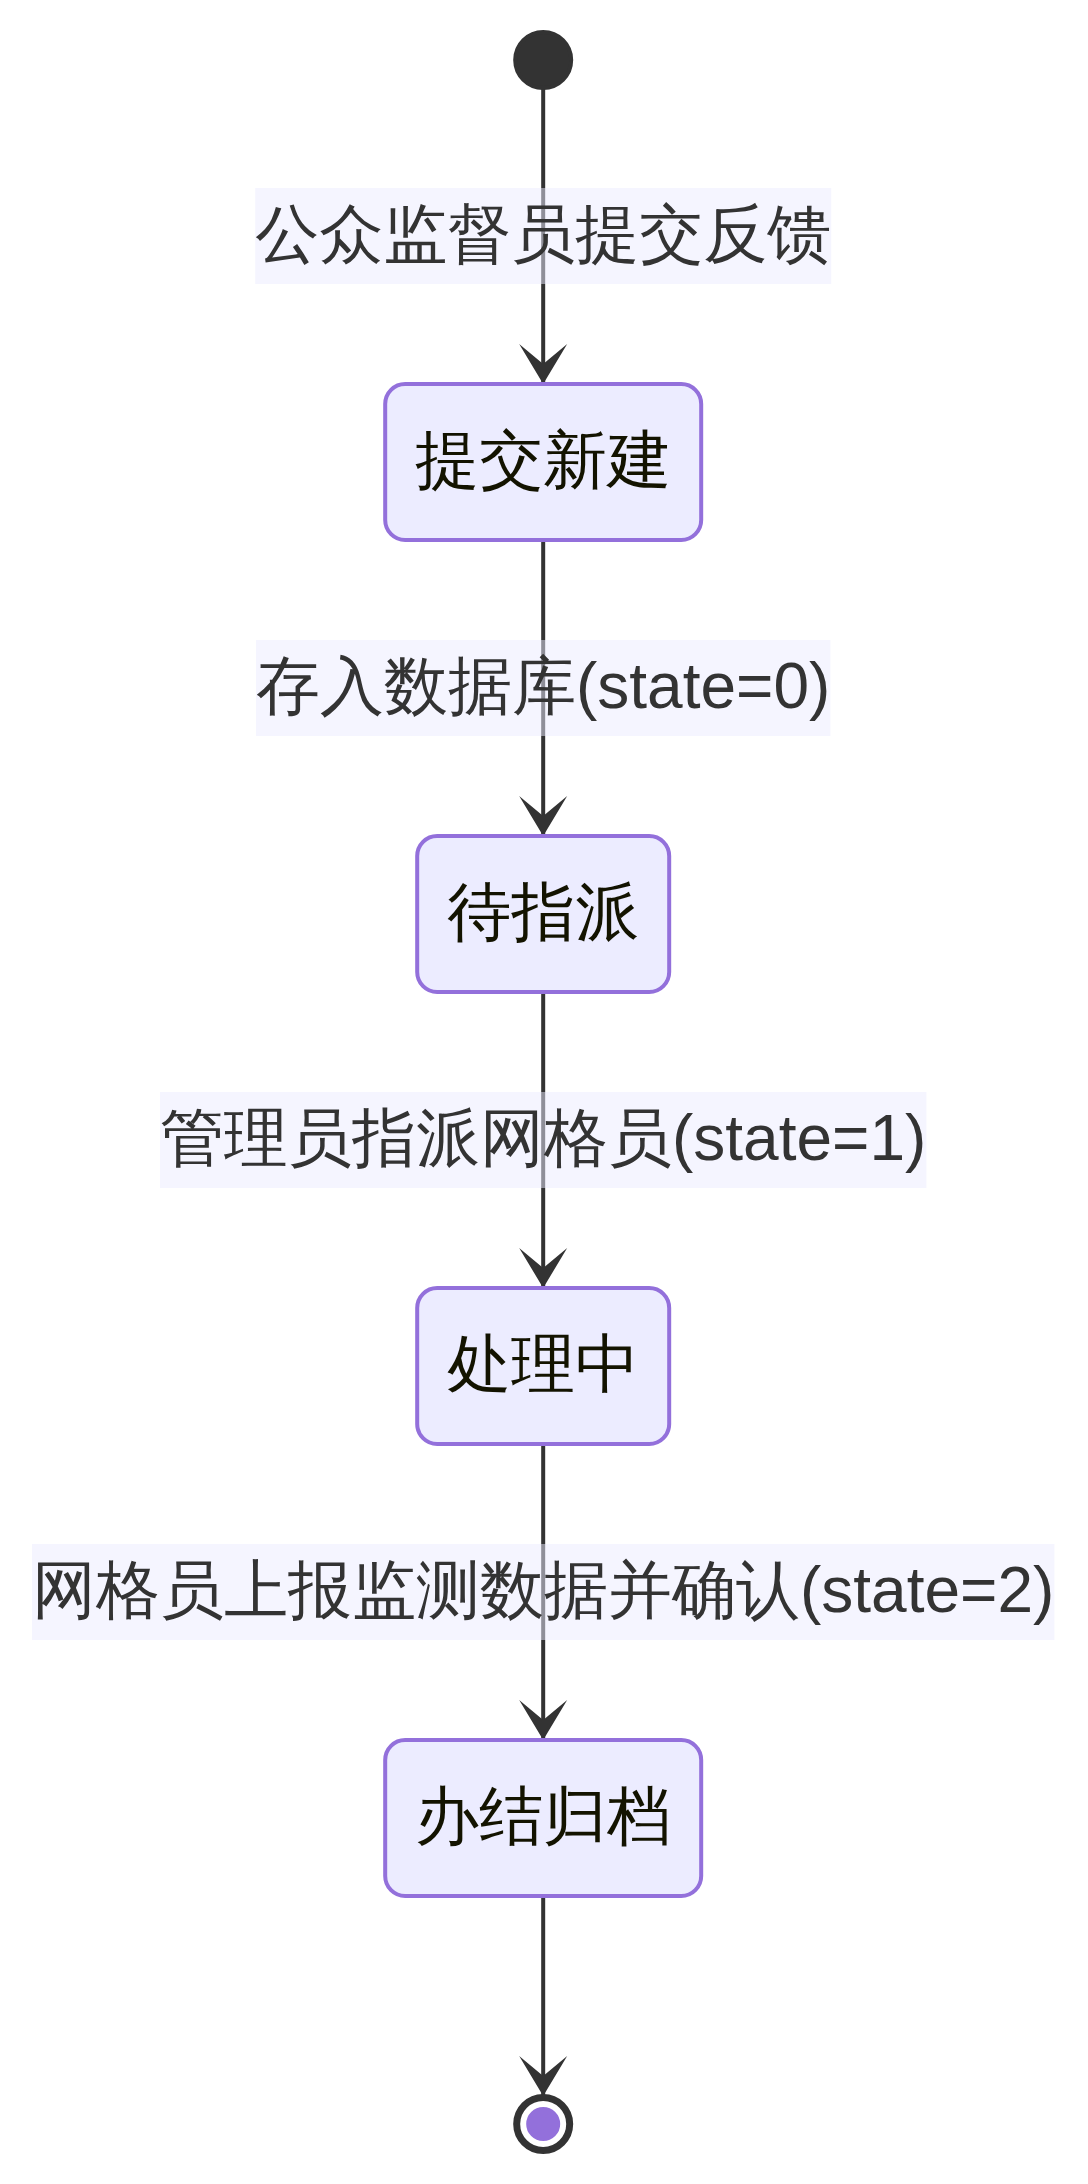 公众监督员提交反馈
提交新建
存入数据库(state=0)
待指派
管理员指派网格员(state=1)
处理中
网格员上报监测数据并确认(state=2)
办结归档